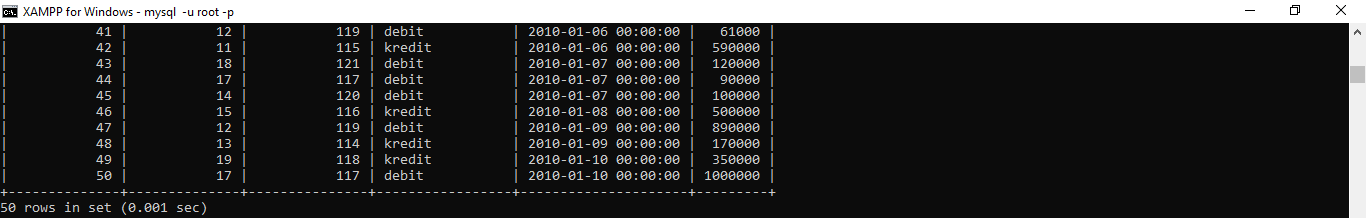 XAMPP for Windows - mysql -u root -p
| 41 | 12 | 119 | debit | 2010-01-06 00:00:00 | 61000 |
| 42 | 11 | 115 | kredit | 2010-01-06 00:00:00 | 590000 |
| 43 | 18 | 121 | debit | 2010-01-07 00:00:00 | 120000 |
| 44 | 17 | 117 | debit | 2010-01-07 00:00:00 | 90000 |
| 45 | 14 | 120 | debit | 2010-01-07 00:00:00 | 100000 |
| 46 | 15 | 116 | kredit | 2010-01-08 00:00:00 | 500000 |
| 47 | 12 | 119 | debit | 2010-01-09 00:00:00 | 890000 |
| 48 | 13 | 114 | kredit | 2010-01-09 00:00:00 | 170000 |
| 49 | 19 | 118 | kredit | 2010-01-10 00:00:00 | 350000 |
| 50 | 17 | 117 | debit | 2010-01-10 00:00:00 | 1000000 |
+--------------+--------------+---------------+-----------------+---------------------+---------+
50 rows in set (0.001 sec)